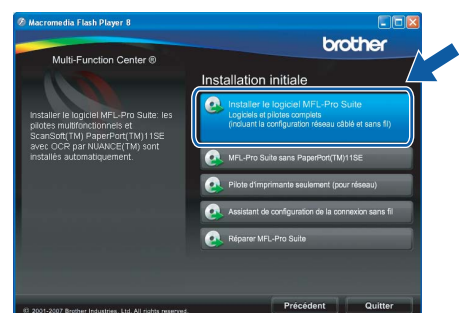 Macromedia Flash Player 8
brother
Multi-Function Center ®
Installation initiale
Installer le logiciel MFL-Pro Suite: les
pilotes multifonctionnels et
ScanSoft(TM) PaperPort(TM)11SE
avec OCR par NUANCE(TM) sont
installés automatiquement.
Installer le logiciel MFL-Pro Suite
Logiciels et pilotes complets
(incluant la configuration réseau câblé et sans fil)
MFL-Pro Suite sans PaperPort(TM)11SE
Pilote d'imprimante seulement (pour réseau)
Assistant de configuration de la connexion sans fil
Réparer MFL-Pro Suite
Précédent
Quitter
© 2001-2007 Brother Industries, Ltd. All rights reserved.